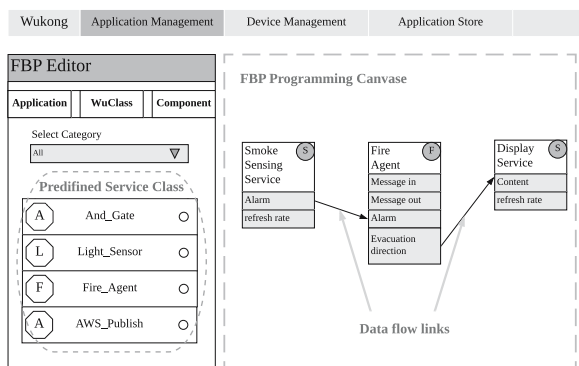 Wukong Application Management Device Management Application Store
FBP Editor
Application WuClass Component
Select Category
All
Predifined Service Class
A And_Gate
L Light_Sensor
F Fire_Agent
A AWS_Publish
FBP Programming Canvase
Smoke
Sensing
Service
S
Alarm
refresh rate
Fire
Agent
F
Message in
Message out
Alarm
Evacuation
direction
Display
Service
S
Content
refresh rate
Data flow links